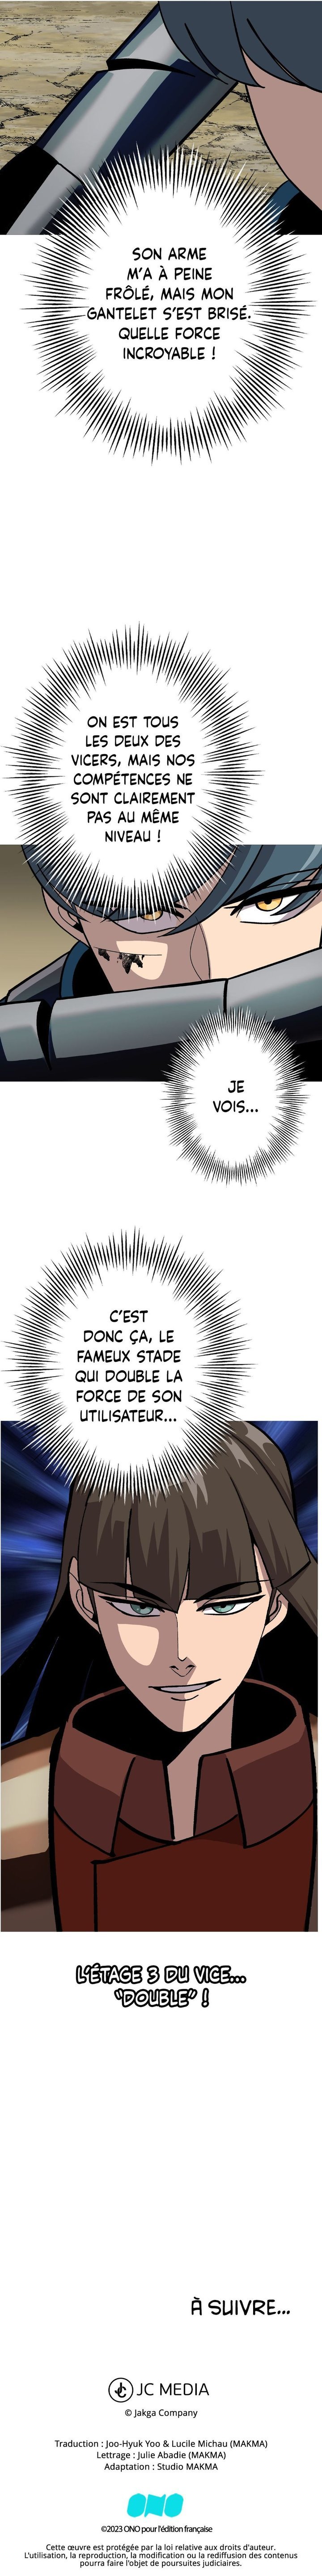 SON ARME
M'A À PEINE
FRÔLÉ, MAIS MON
GANTELET S'EST BRISÉ.
QUELLE FORCE
INCROYABLE !
ON EST TOUS
LES DEUX DES
VICERS, MAIS NOS
COMPÉTENCES NE
SONT CLAIREMENT
PAS AU MÊME
NIVEAU !
JE
VOIS...
C'EST
DONC ÇA, LE
FAMEUX STADE
QUI DOUBLE LA
FORCE DE SON
UTILISATEUR...
L'ÉTAGE 3 DU VICE...
"DOUBLE" !
À SUIVRE...
JC MEDIA
© Jakga Company
Traduction : Joo-Hyuk Yoo & Lucile Michau (MAKMA)
Lettrage : Julie Abadie (MAKMA)
Adaptation : Studio MAKMA
ONO
©2023 ONO pour l'édition française
Cette œuvre est protégée par la loi relative aux droits d'auteur.
L'utilisation, la reproduction, la modification ou la rediffusion des contenus
pourra faire l'objet de poursuites judiciaires.